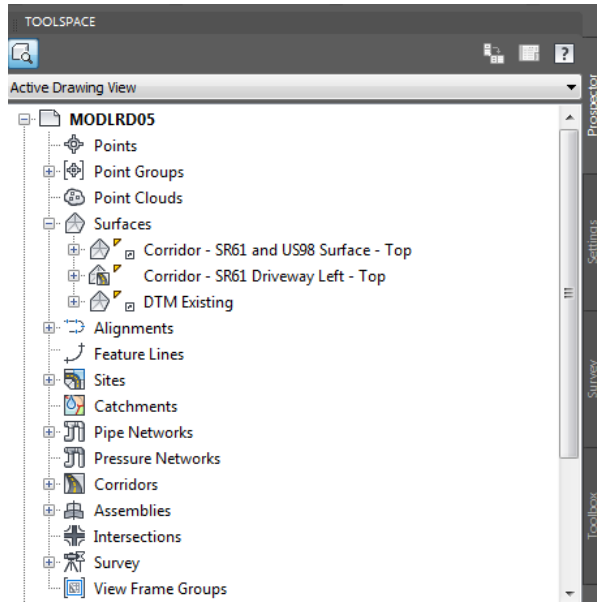 TOOLSPACE
?
Active Drawing View
MODLRD05
Points
Point Groups
Point Clouds
Surfaces
Corridor - SR61 and US98 Surface - Top
Corridor - SR61 Driveway Left - Top
DTM Existing
Alignments
Feature Lines
Sites
Catchments
Pipe Networks
Pressure Networks
Corridors
Assemblies
Intersections
Survey
View Frame Groups
Prospector
Settings
Survey
Toolbox